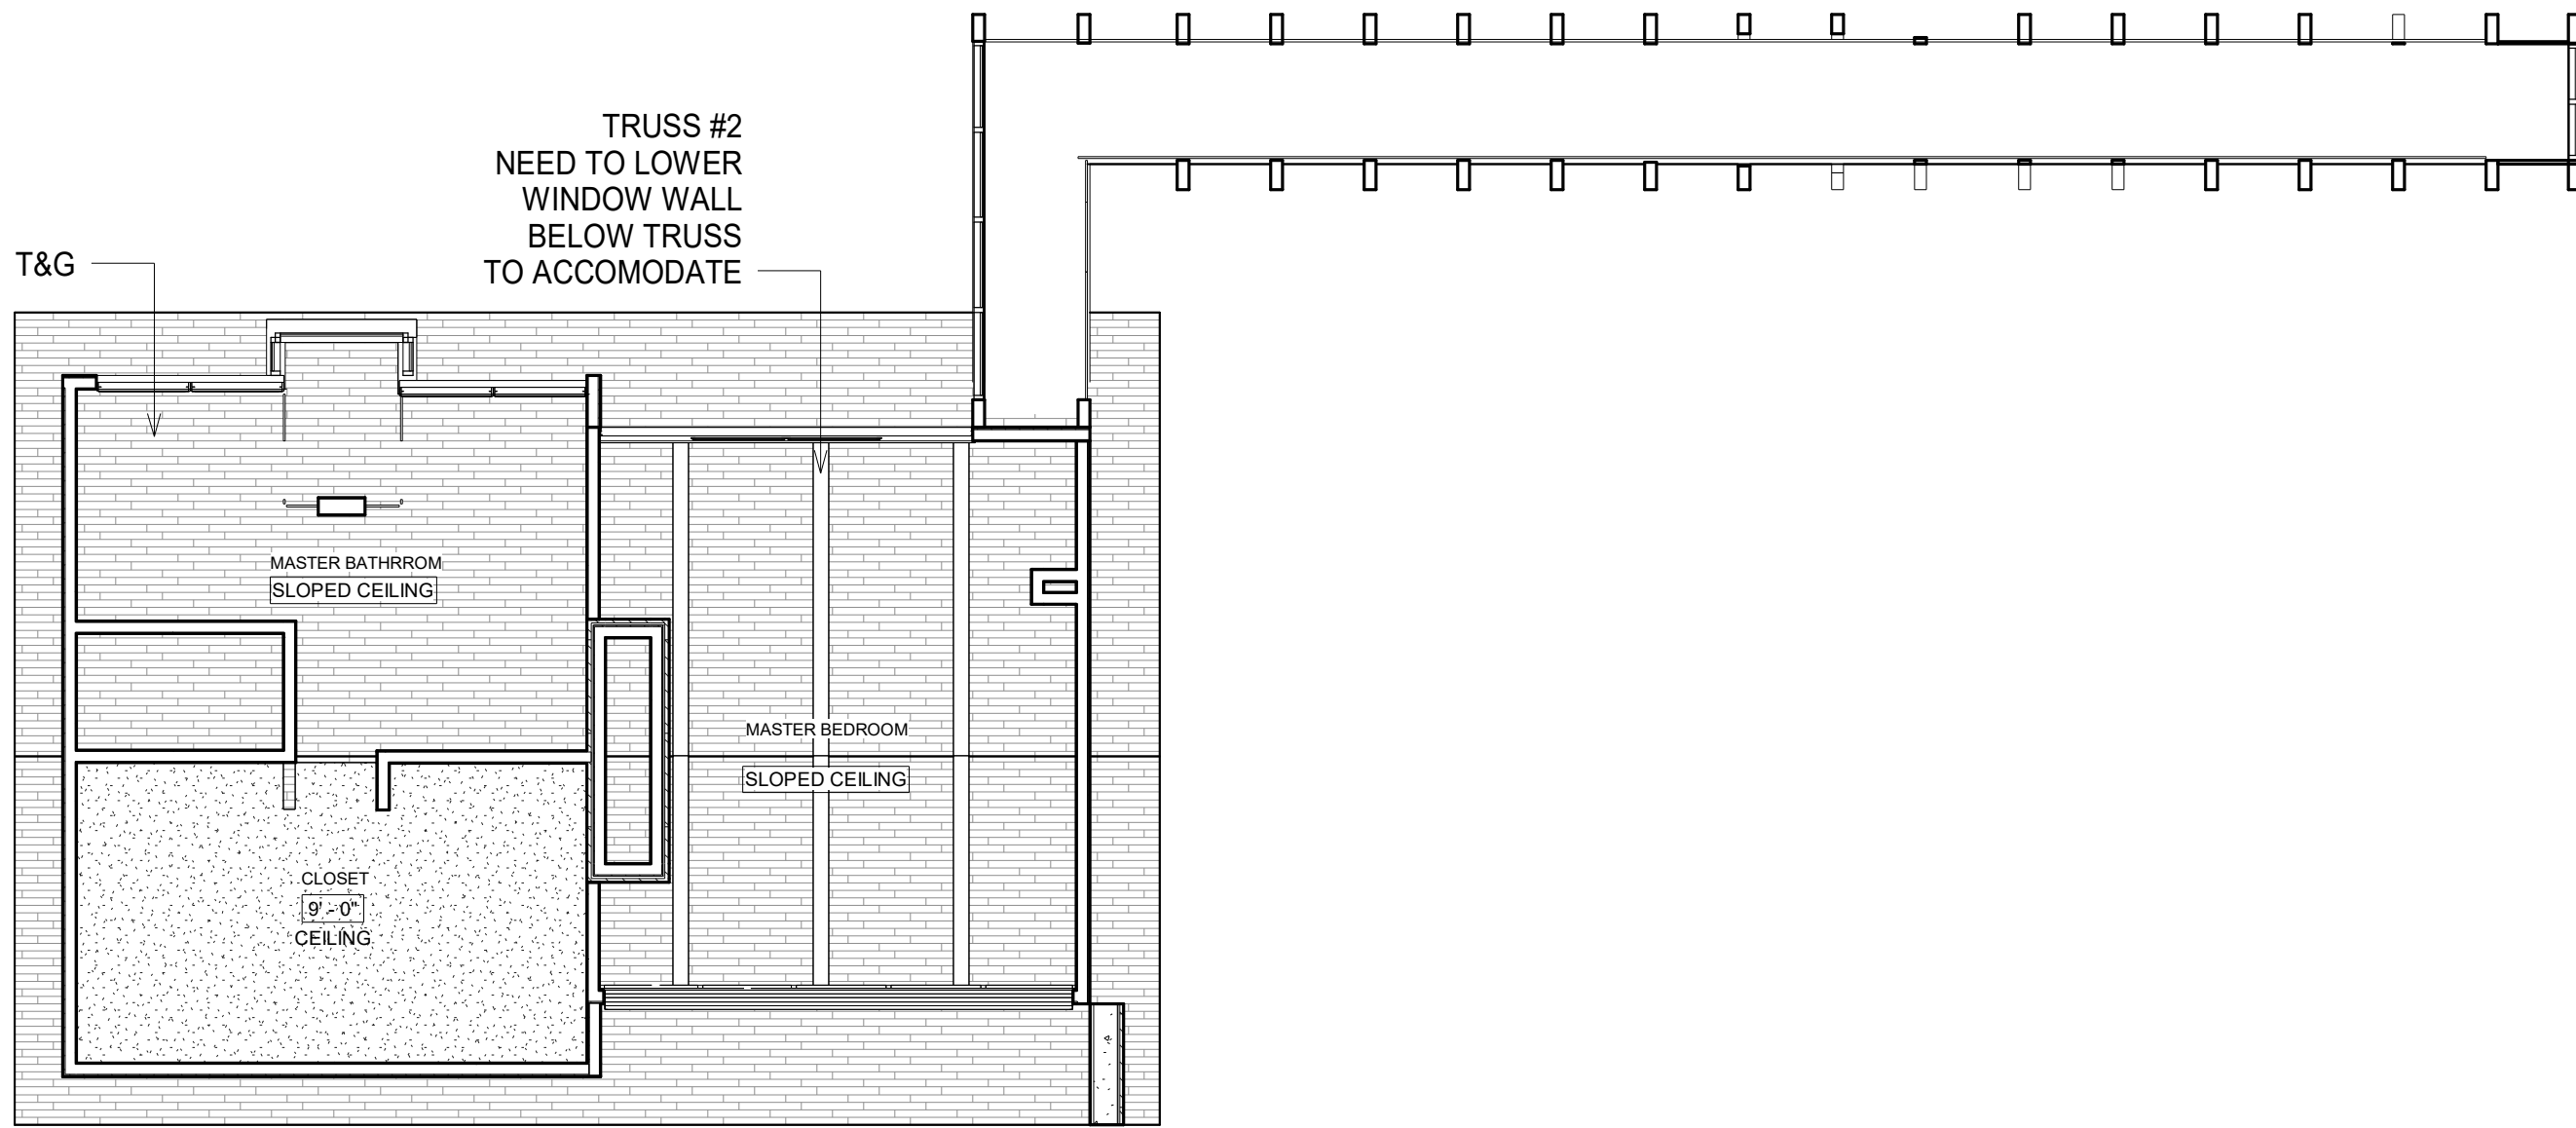 TRUSS #2
NEED TO LOWER
WINDOW WALL
BELOW TRUSS
TO ACCOMODATE
T&G
MASTER BATHRROM
SLOPED CEILING
MASTER BEDROOM
SLOPED CEILING
CLOSET
9' - 0"
CEILING